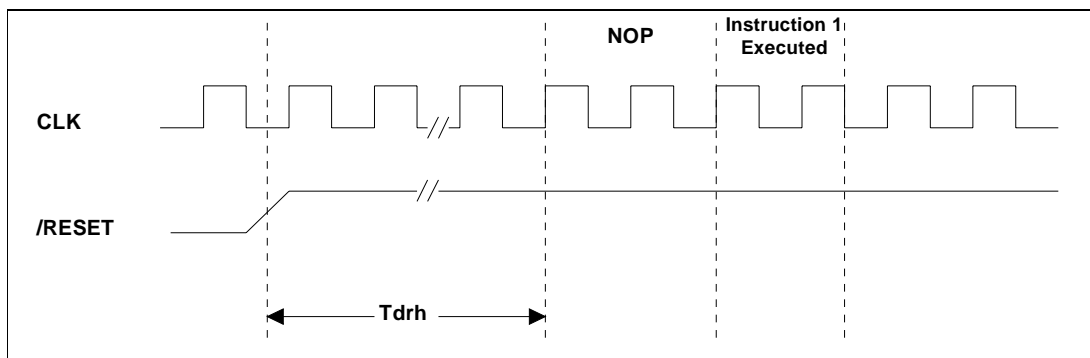 NOP
Instruction 1
Executed
CLK
/RESET
Tdrh